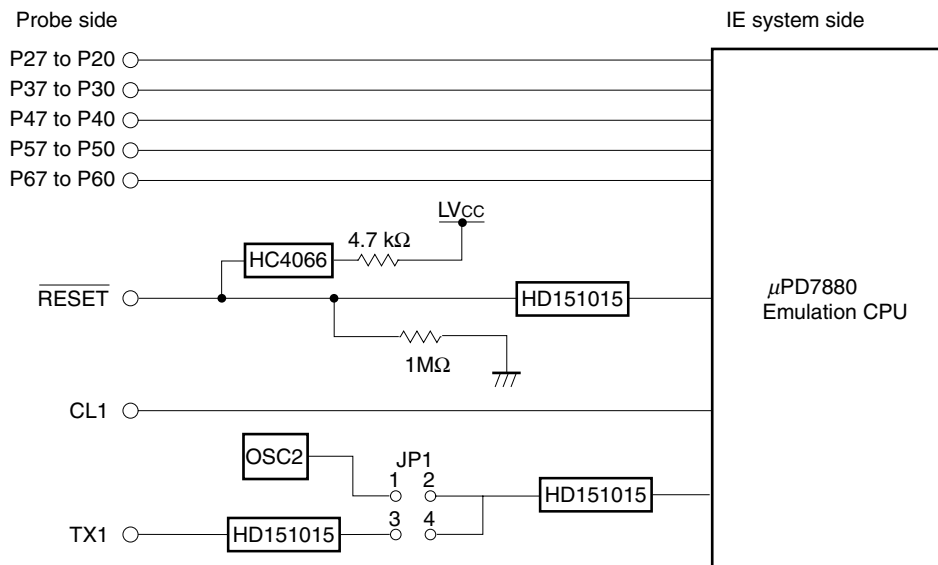 Probe side
IE system side
P27 to P20
P37 to P30
P47 to P40
P57 to P50
P67 to P60
LVCC
4.7 kΩ
HC4066
RESET
HD151015
µPD7880
Emulation CPU
1MΩ
CL1
OSC2
JP1
1 2
HD151015
3 4
TX1
HD151015